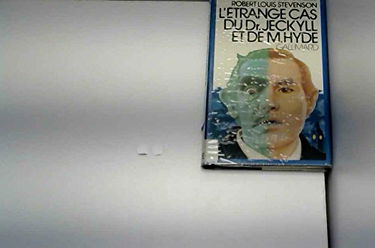 ROBERT LOUIS STEVENSON
L'ETRANGE CAS
DU Dr. JECKYLL
ET DE M. HYDE
GALLIMARD